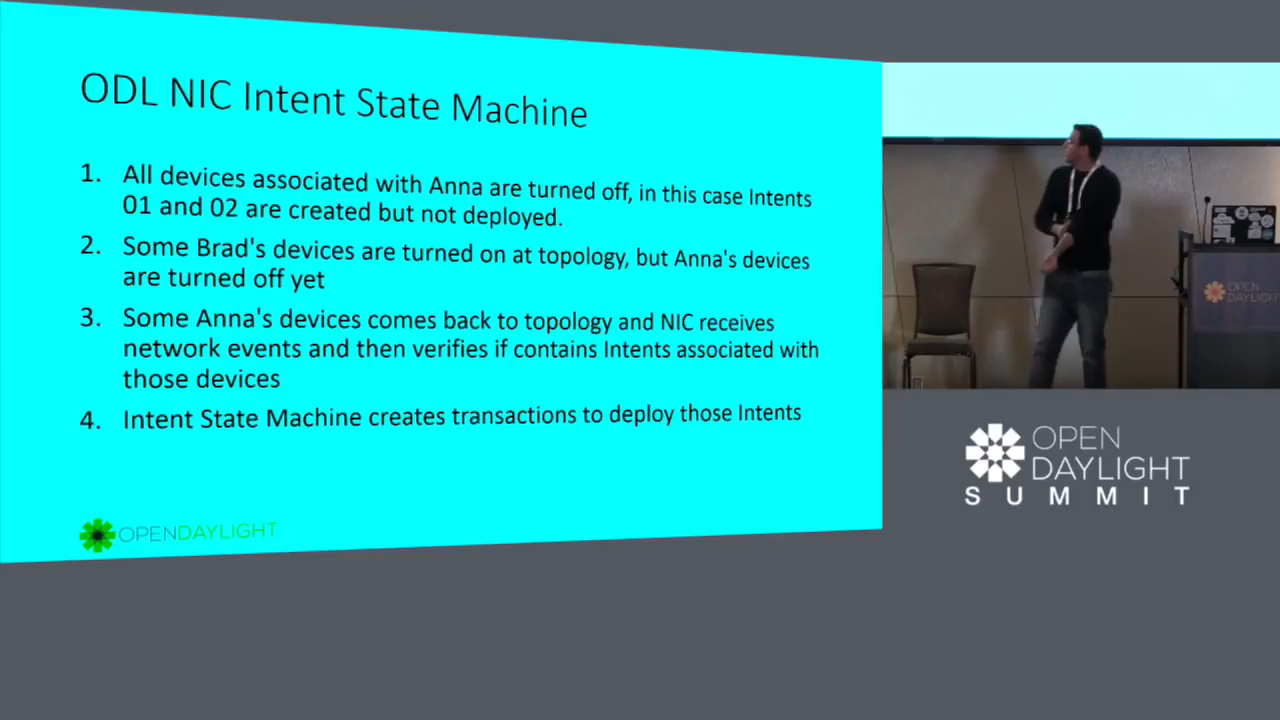 ODL NIC Intent State Machine
1. All devices associated with Anna are turned off, in this case Intents
01 and 02 are created but not deployed.
2. Some Brad's devices are turned on at topology, but Anna's devices
are turned off yet
3. Some Anna's devices comes back to topology and NIC receives
network events and then verifies if contains Intents associated with
those devices
4. Intent State Machine creates transactions to deploy those Intents
OPENDAYLIGHT
OPEN
DAYLIGHT
OPEN
DAYLIGHT
SUMMIT